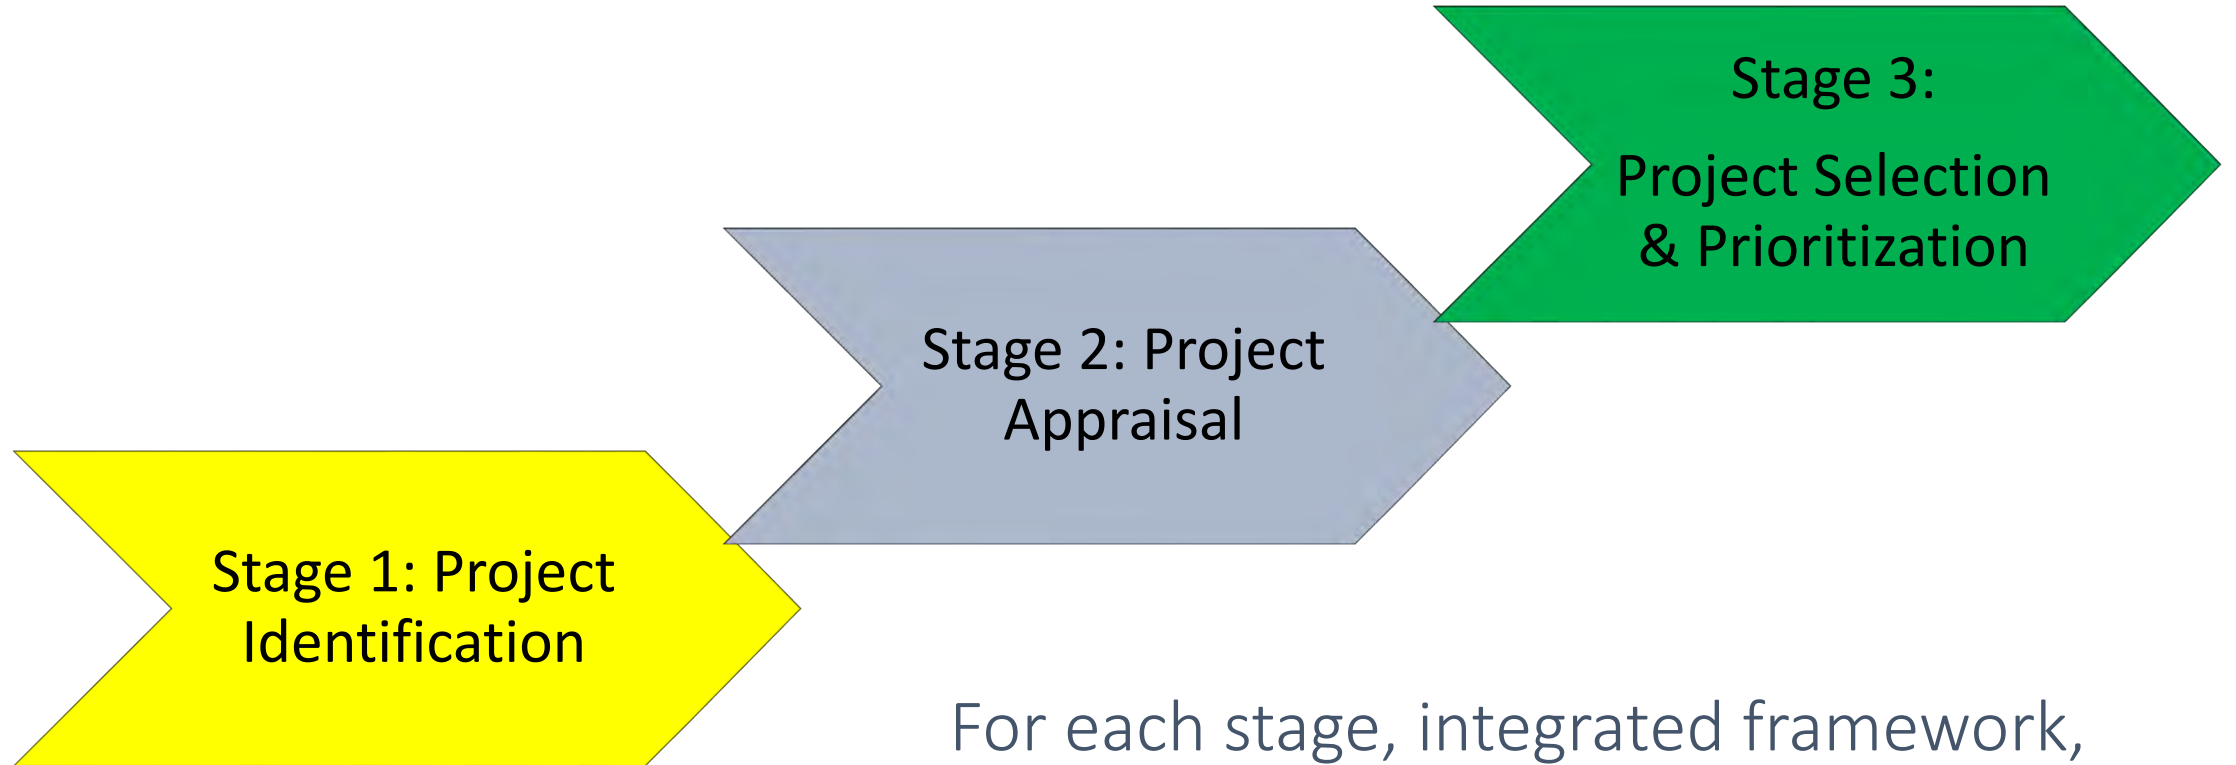 Stage 3:
Project Selection
& Prioritization
Stage 2: Project
Appraisal
Stage 1: Project
Identification
For each stage, integrated framework,